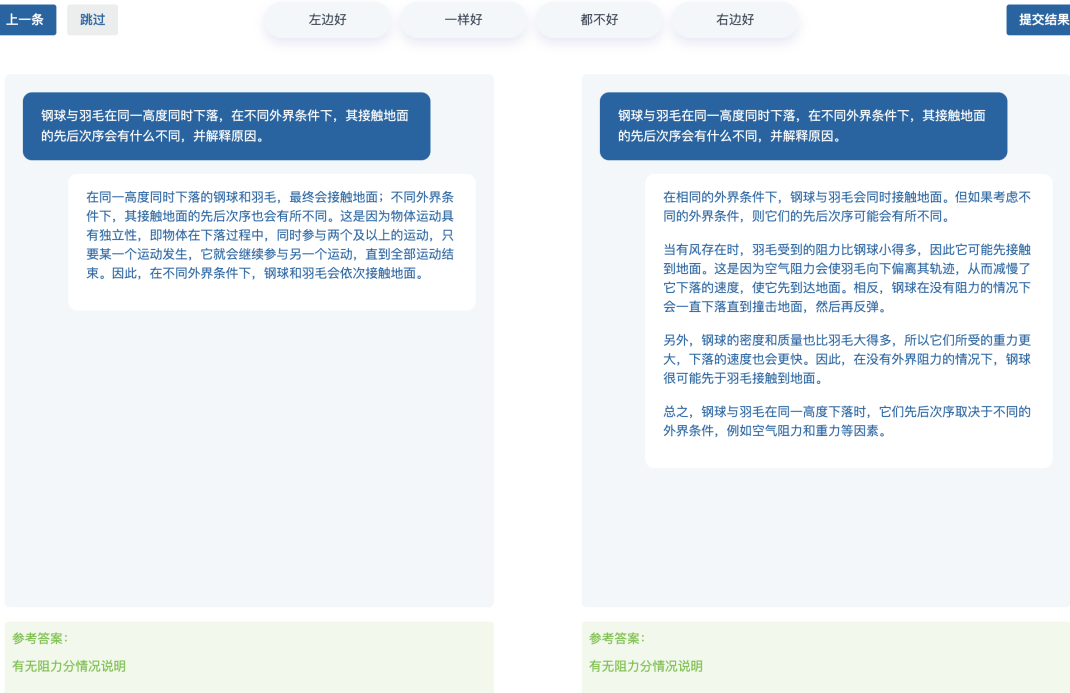 上一条
跳过
左边好
一样好
都不好
右边好
提交结果
钢球与羽毛在同一高度同时下落，在不同外界条件下，其接触地面
的先后次序会有什么不同，并解释原因。
在同一高度同时下落的钢球和羽毛，最终会接触地面；不同外界条
件下，其接触地面的先后次序也会有所不同。这是因为物体运动具
有独立性，即物体在下落过程中，同时参与两个及以上的运动，只
要某一个运动发生，它就会继续参与另一个运动，直到全部运动结
束。因此，在不同外界条件下，钢球和羽毛会依次接触地面。
参考答案：
有无阻力分情况说明
钢球与羽毛在同一高度同时下落，在不同外界条件下，其接触地面
的先后次序会有什么不同，并解释原因。
在相同的外界条件下，钢球与羽毛会同时接触地面。但如果考虑不
同的外界条件，则它们的先后次序可能会有所不同。
当有风存在时，羽毛受到的阻力比钢球小得多，因此它可能先接触
到地面。这是因为空气阻力会使羽毛向下偏离其轨迹，从而减慢了
它下落的速度，使它先到达地面。相反，钢球在没有阻力的情况下
会一直下落直到撞击地面，然后再反弹。
另外，钢球的密度和质量也比羽毛大得多，所以它们所受的重力更
大，下落的速度也会更快。因此，在没有外界阻力的情况下，钢球
很可能先于羽毛接触到地面。
总之，钢球与羽毛在同一高度下落时，它们先后次序取决于不同的
外界条件，例如空气阻力和重力等因素。
参考答案：
有无阻力分情况说明